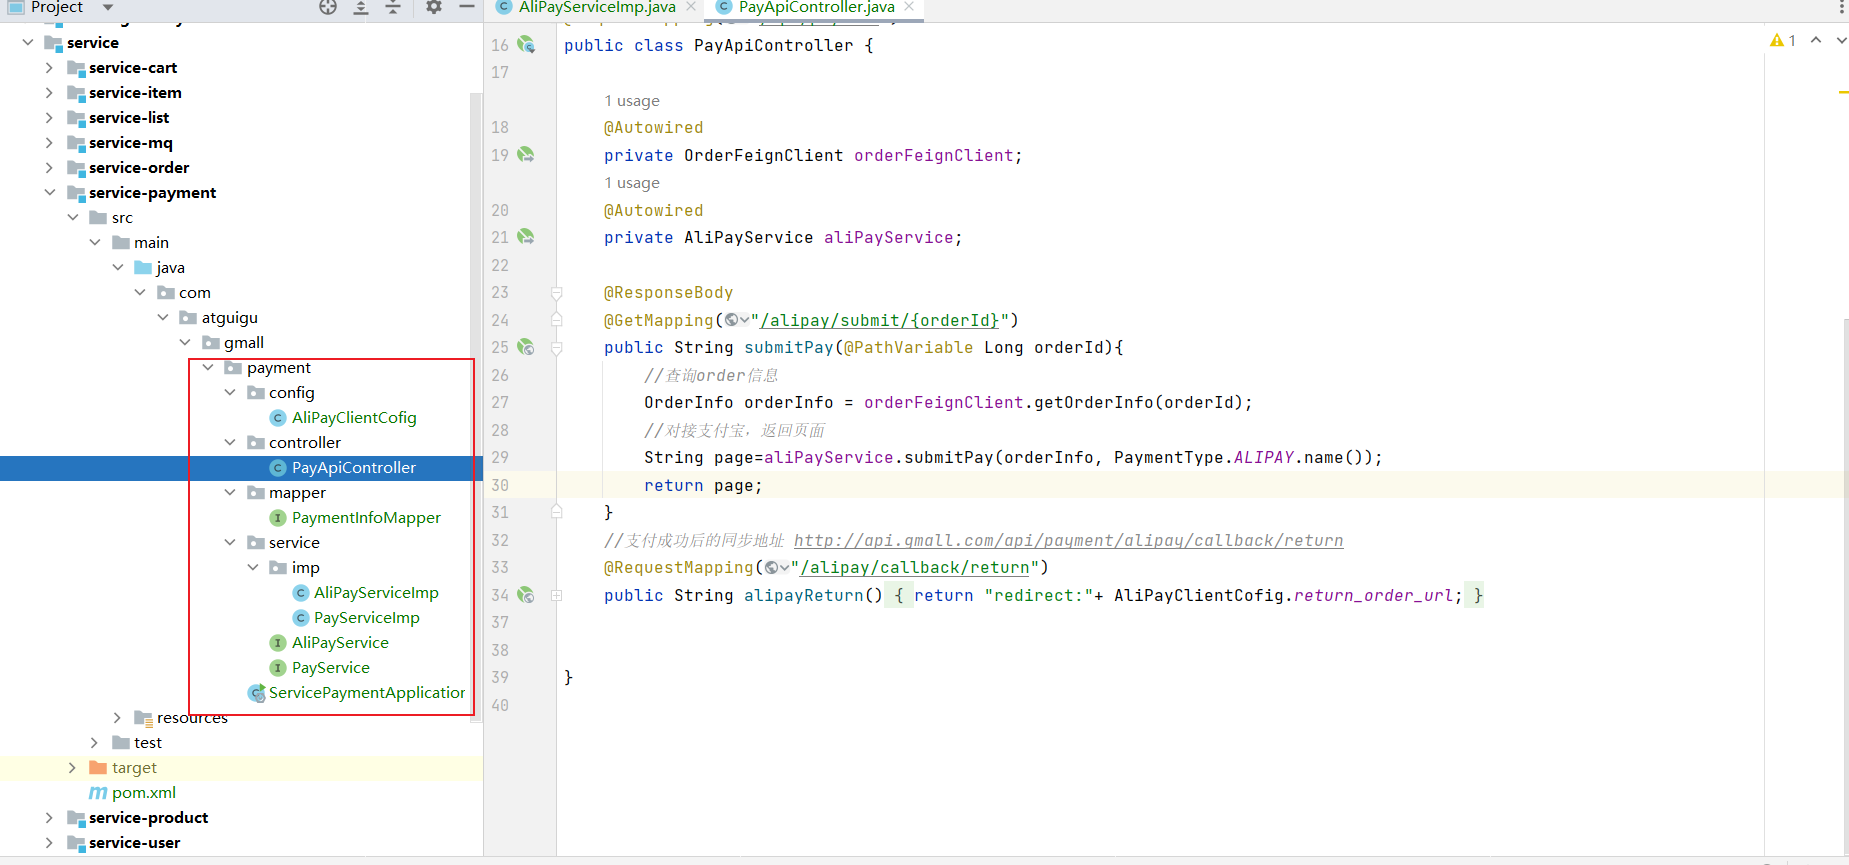 Project
AliPayServiceImp.java
PayApiController.java
service
service-cart
service-item
service-list
service-mq
service-order
service-payment
src
main
java
com
atguigu
gmall
payment
config
AliPayClientCofig
controller
PayApiController
mapper
PaymentInfoMapper
service
imp
AliPayServiceImp
PayServiceImp
AliPayService
PayService
ServicePaymentApplication
resources
test
target
pom.xml
service-product
service-user
1
16 public class PayApiController {
17
1 usage
18 @Autowired
19 private OrderFeignClient orderFeignClient;
1 usage
20 @Autowired
21 private AliPayService aliPayService;
22
23 @ResponseBody
24 @GetMapping("/alipay/submit/{orderId}")
25 public String submitPay(@PathVariable Long orderId){
26 //查询order信息
27 OrderInfo orderInfo = orderFeignClient.getOrderInfo(orderId);
28 //对接支付宝，返回页面
29 String page=aliPayService.submitPay(orderInfo, PaymentType.ALIPAY.name());
30 return page;
31 }
32 //支付成功后的同步地址 http://api.gmall.com/api/payment/alipay/callback/return
33 @RequestMapping("/alipay/callback/return")
34 public String alipayReturn() { return "redirect:"+ AliPayClientCofig.return_order_url; }
37
38
39 }
40